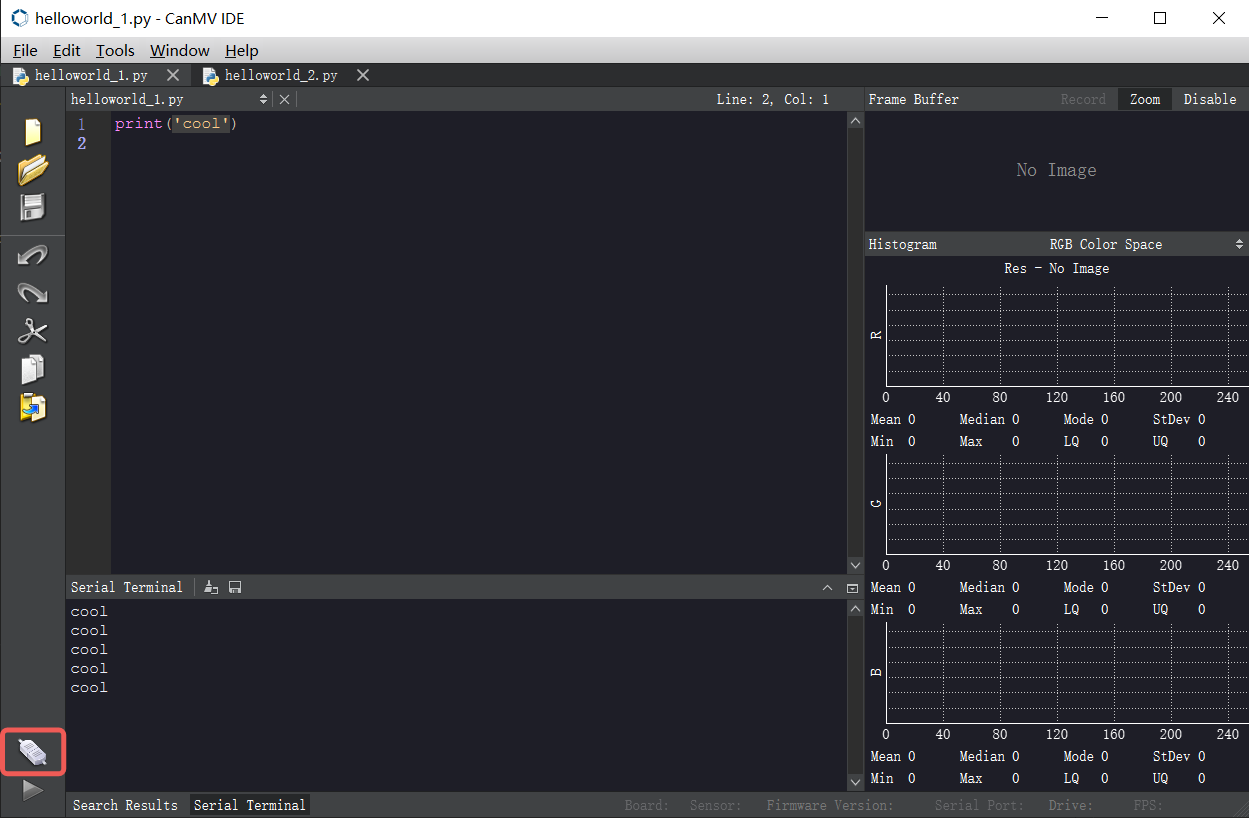 helloworld_1.py - CanMV IDE
File Edit Tools Window Help
helloworld_1.py helloworld_2.py
helloworld_1.py Line: 2, Col: 1
1 print('cool')
2
Frame Buffer Record Zoom Disable
No Image
Histogram RGB Color Space
Res - No Image
R
0 40 80 120 160 200 240
Mean 0 Median 0 Mode 0 StDev 0
Min 0 Max 0 LQ 0 UQ 0
G
0 40 80 120 160 200 240
Mean 0 Median 0 Mode 0 StDev 0
Min 0 Max 0 LQ 0 UQ 0
B
0 40 80 120 160 200 240
Mean 0 Median 0 Mode 0 StDev 0
Min 0 Max 0 LQ 0 UQ 0
Serial Terminal
cool
cool
cool
cool
cool
Search Results Serial Terminal Board: Sensor: Firmware Version: Serial Port: Drive: FPS: